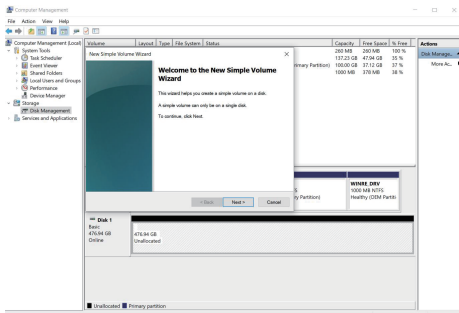 Computer Management
File Action View Help
Computer Management (Local)
System Tools
Task Scheduler
Event Viewer
Shared Folders
Local Users and Groups
Performance
Device Manager
Storage
Disk Management
Services and Applications
Volume Layout Type File System Status Capacity Free Space % Free
260 MB 260 MB 100 %
137.23 GB 47.94 GB 35 %
rimary Partition) 100.00 GB 37.12 GB 37 %
1000 MB 378 MB 38 %
Actions
Disk Manage...
More Ac...
New Simple Volume Wizard
Welcome to the New Simple Volume
Wizard
This wizard helps you create a simple volume on a disk.
A simple volume can only be on a single disk.
To continue, click Next.
< Back Next > Cancel
S
ry Partition)
WINRE_DRV
1000 MB NTFS
Healthy (OEM Partiti
Disk 1
Basic
476.94 GB
Online
476.94 GB
Unallocated
Unallocated Primary partition